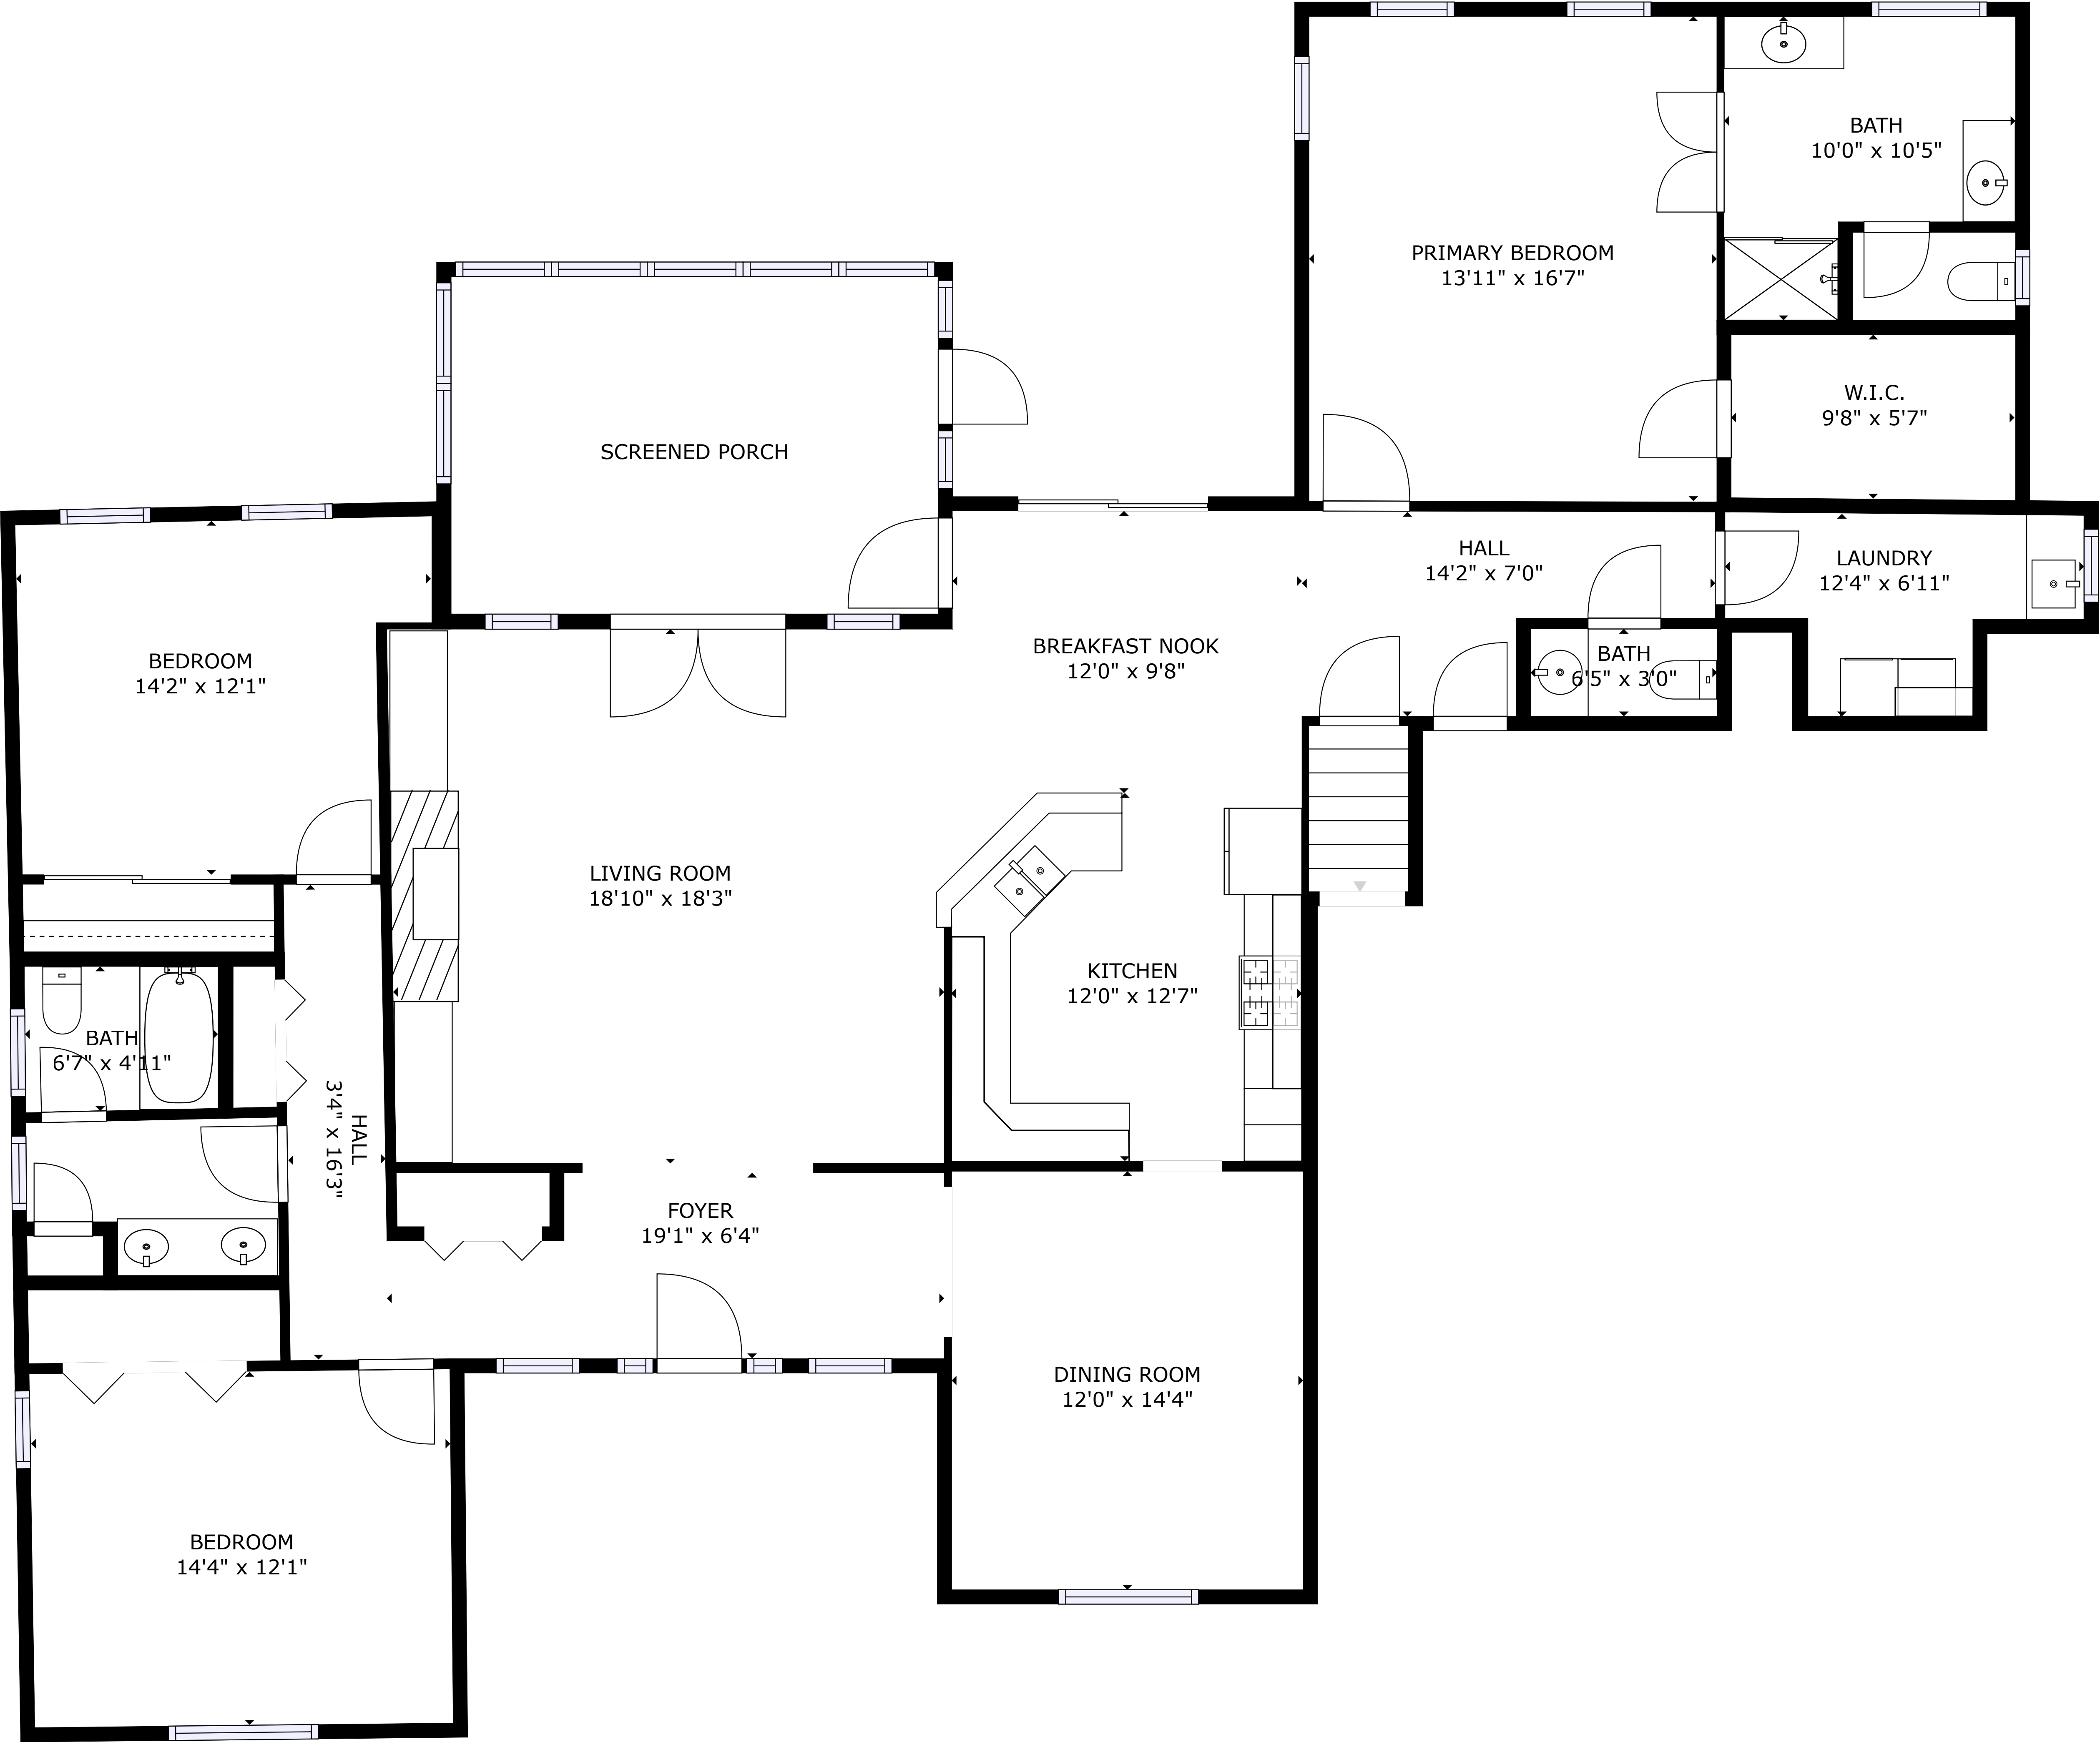 BATH
10'0" x 10'5"
PRIMARY BEDROOM
13'11" x 16'7"
W.I.C.
9'8" x 5'7"
SCREENED PORCH
HALL
14'2" x 7'0"
LAUNDRY
12'4" x 6'11"
BREAKFAST NOOK
12'0" x 9'8"
BATH
6'5" x 3'0"
BEDROOM
14'2" x 12'1"
LIVING ROOM
18'10" x 18'3"
KITCHEN
12'0" x 12'7"
BATH
6'7" x 4'11"
HALL
3'4" x 16'3"
FOYER
19'1" x 6'4"
DINING ROOM
12'0" x 14'4"
BEDROOM
14'4" x 12'1"